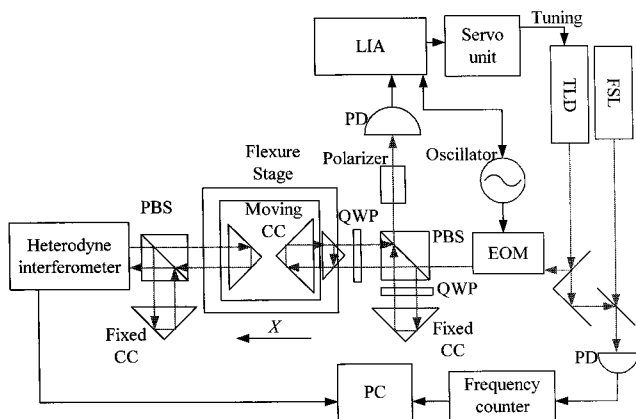 Tuning
LIA
Servo
unit
TLD
FSL
PD
Flexure
Stage
Polarizer
Oscillator
PBS
Moving
CC
QWP
PBS
EOM
Heterodyne
interferometer
QWP
Fixed
CC
X
Fixed
CC
PD
PC
Frequency
counter